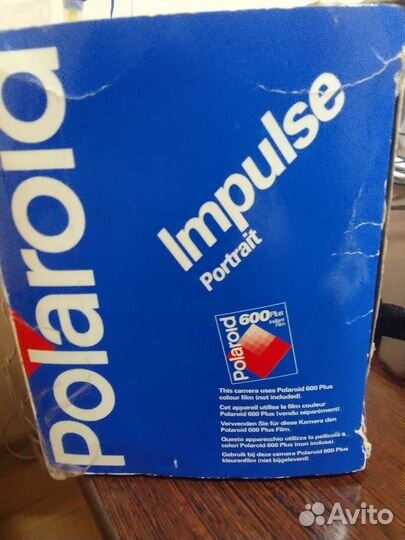 Polaroid
Impulse
Portrait
Polaroid
600Plus
Instant
Film
This camera uses Polaroid 600 Plus
colour film (not included).
Cet appareil utilise le film couleur
Polaroid 600 Plus (vendu séparément).
Verwenden Sie für diese Kamera den
Polaroid 600 Plus Film.
Questo apparecchio utilizza la pellicola a
colori Polaroid 600 Plus (non inclusa).
Gebruik bij deze camera Polaroid 600 Plus
kleurenfilm (niet bijgeleverd).
Avito